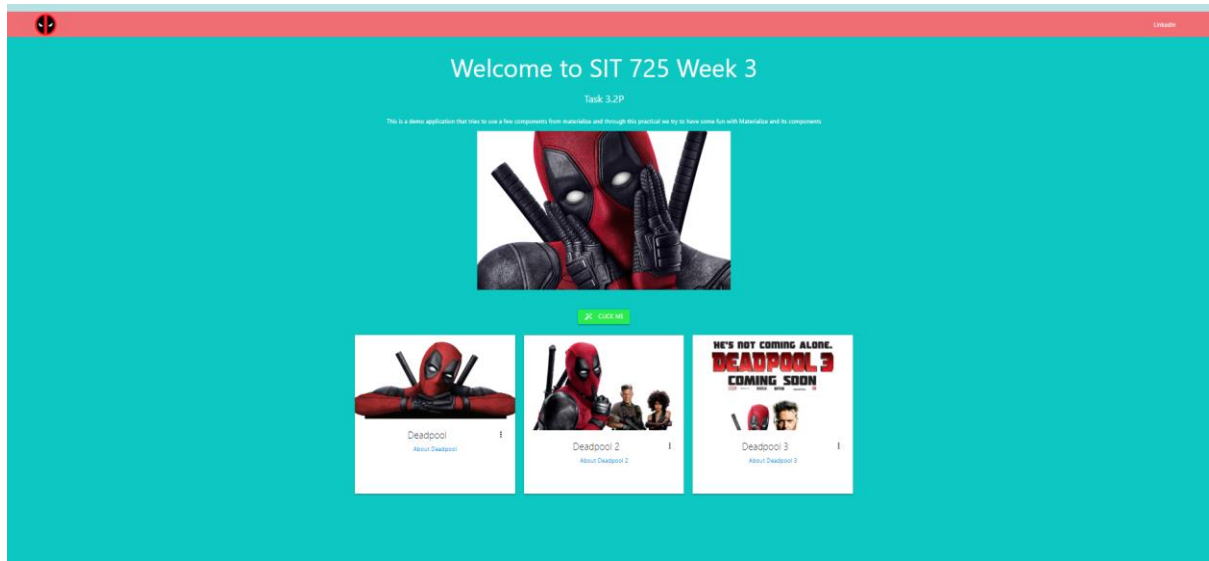 LinkedIn
Welcome to SIT 725 Week 3
Task 3.2P
This is a demo application that tries to use a few components from materialize and through this practical we try to have some fun with Materialize and its components
CLICK ME
Deadpool
About Deadpool
Deadpool 2
About Deadpool 2
HE'S NOT COMING ALONE.
DEADPOOL 3
COMING SOON
Deadpool 3
About Deadpool 3